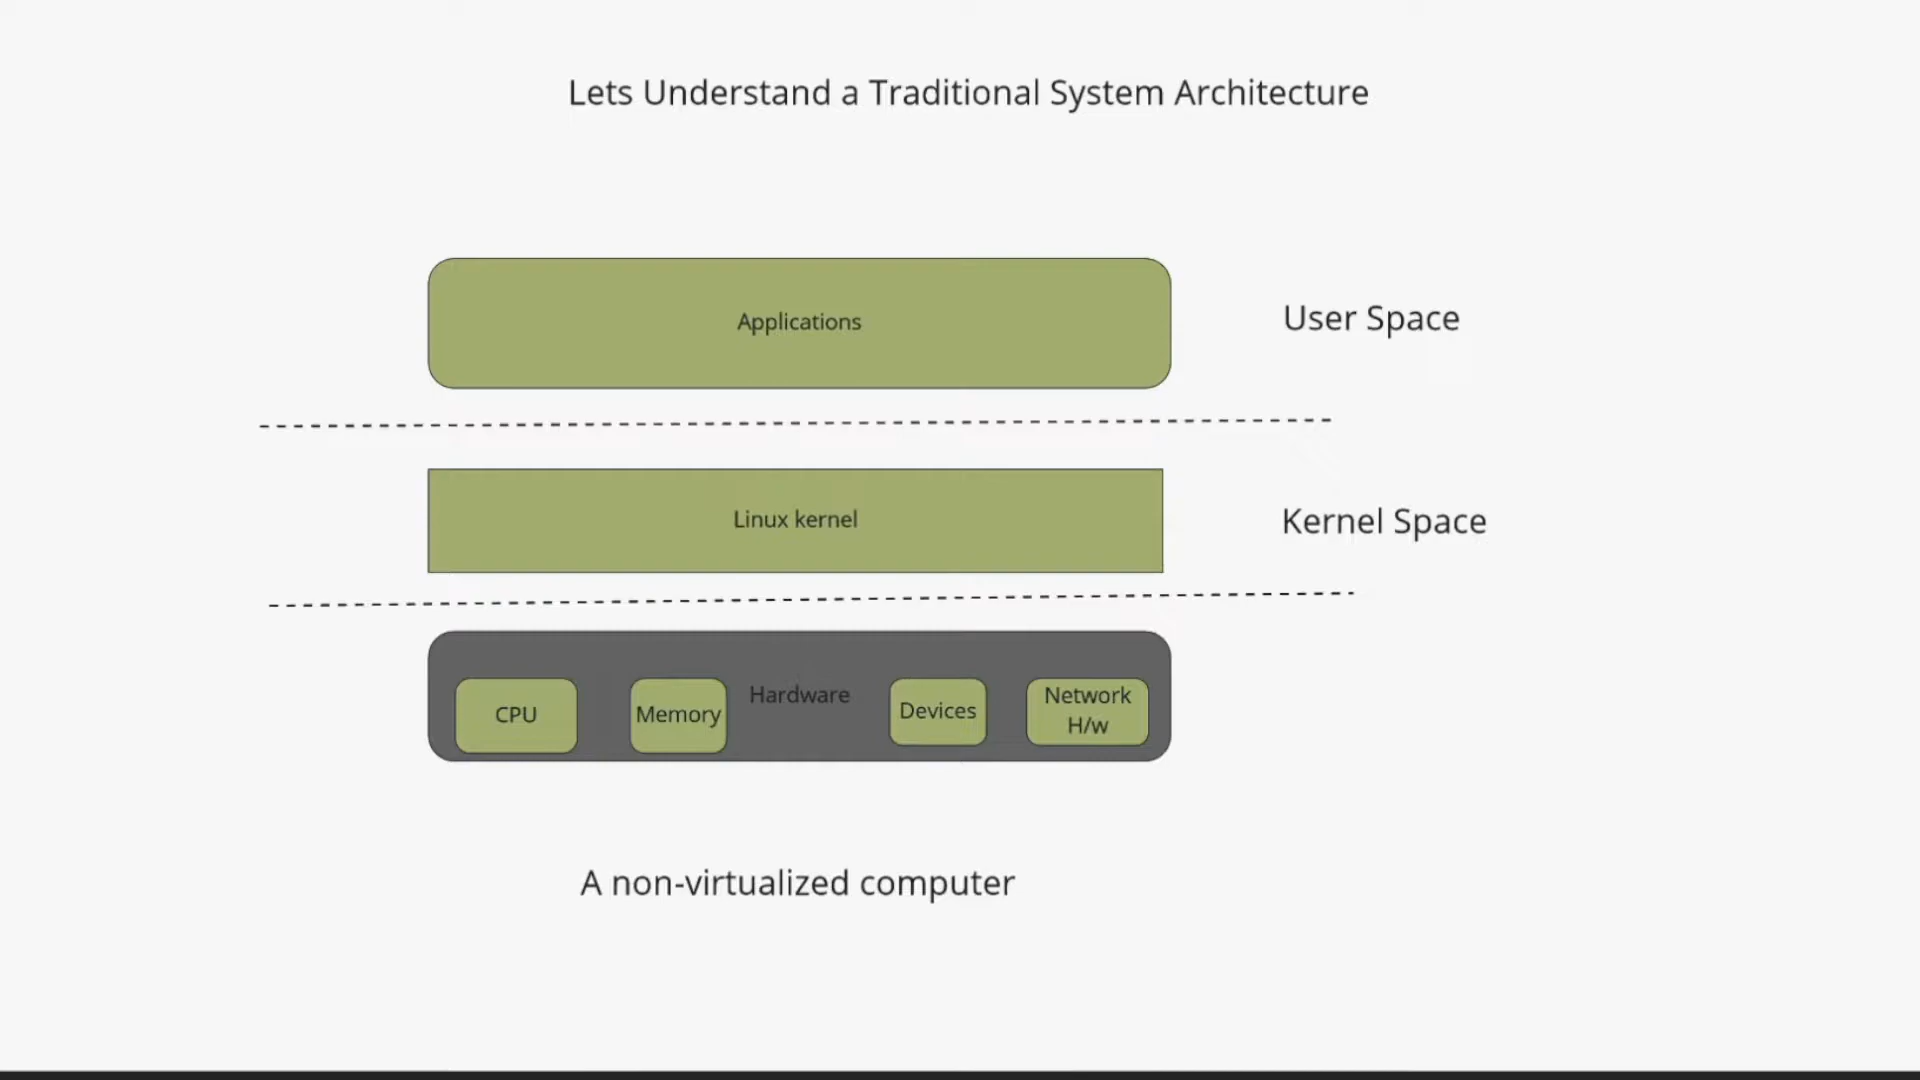 Lets Understand a Traditional System Architecture
Applications
User Space
Linux kernel
Kernel Space
Hardware
CPU
Memory
Devices
Network
H/w
A non-virtualized computer